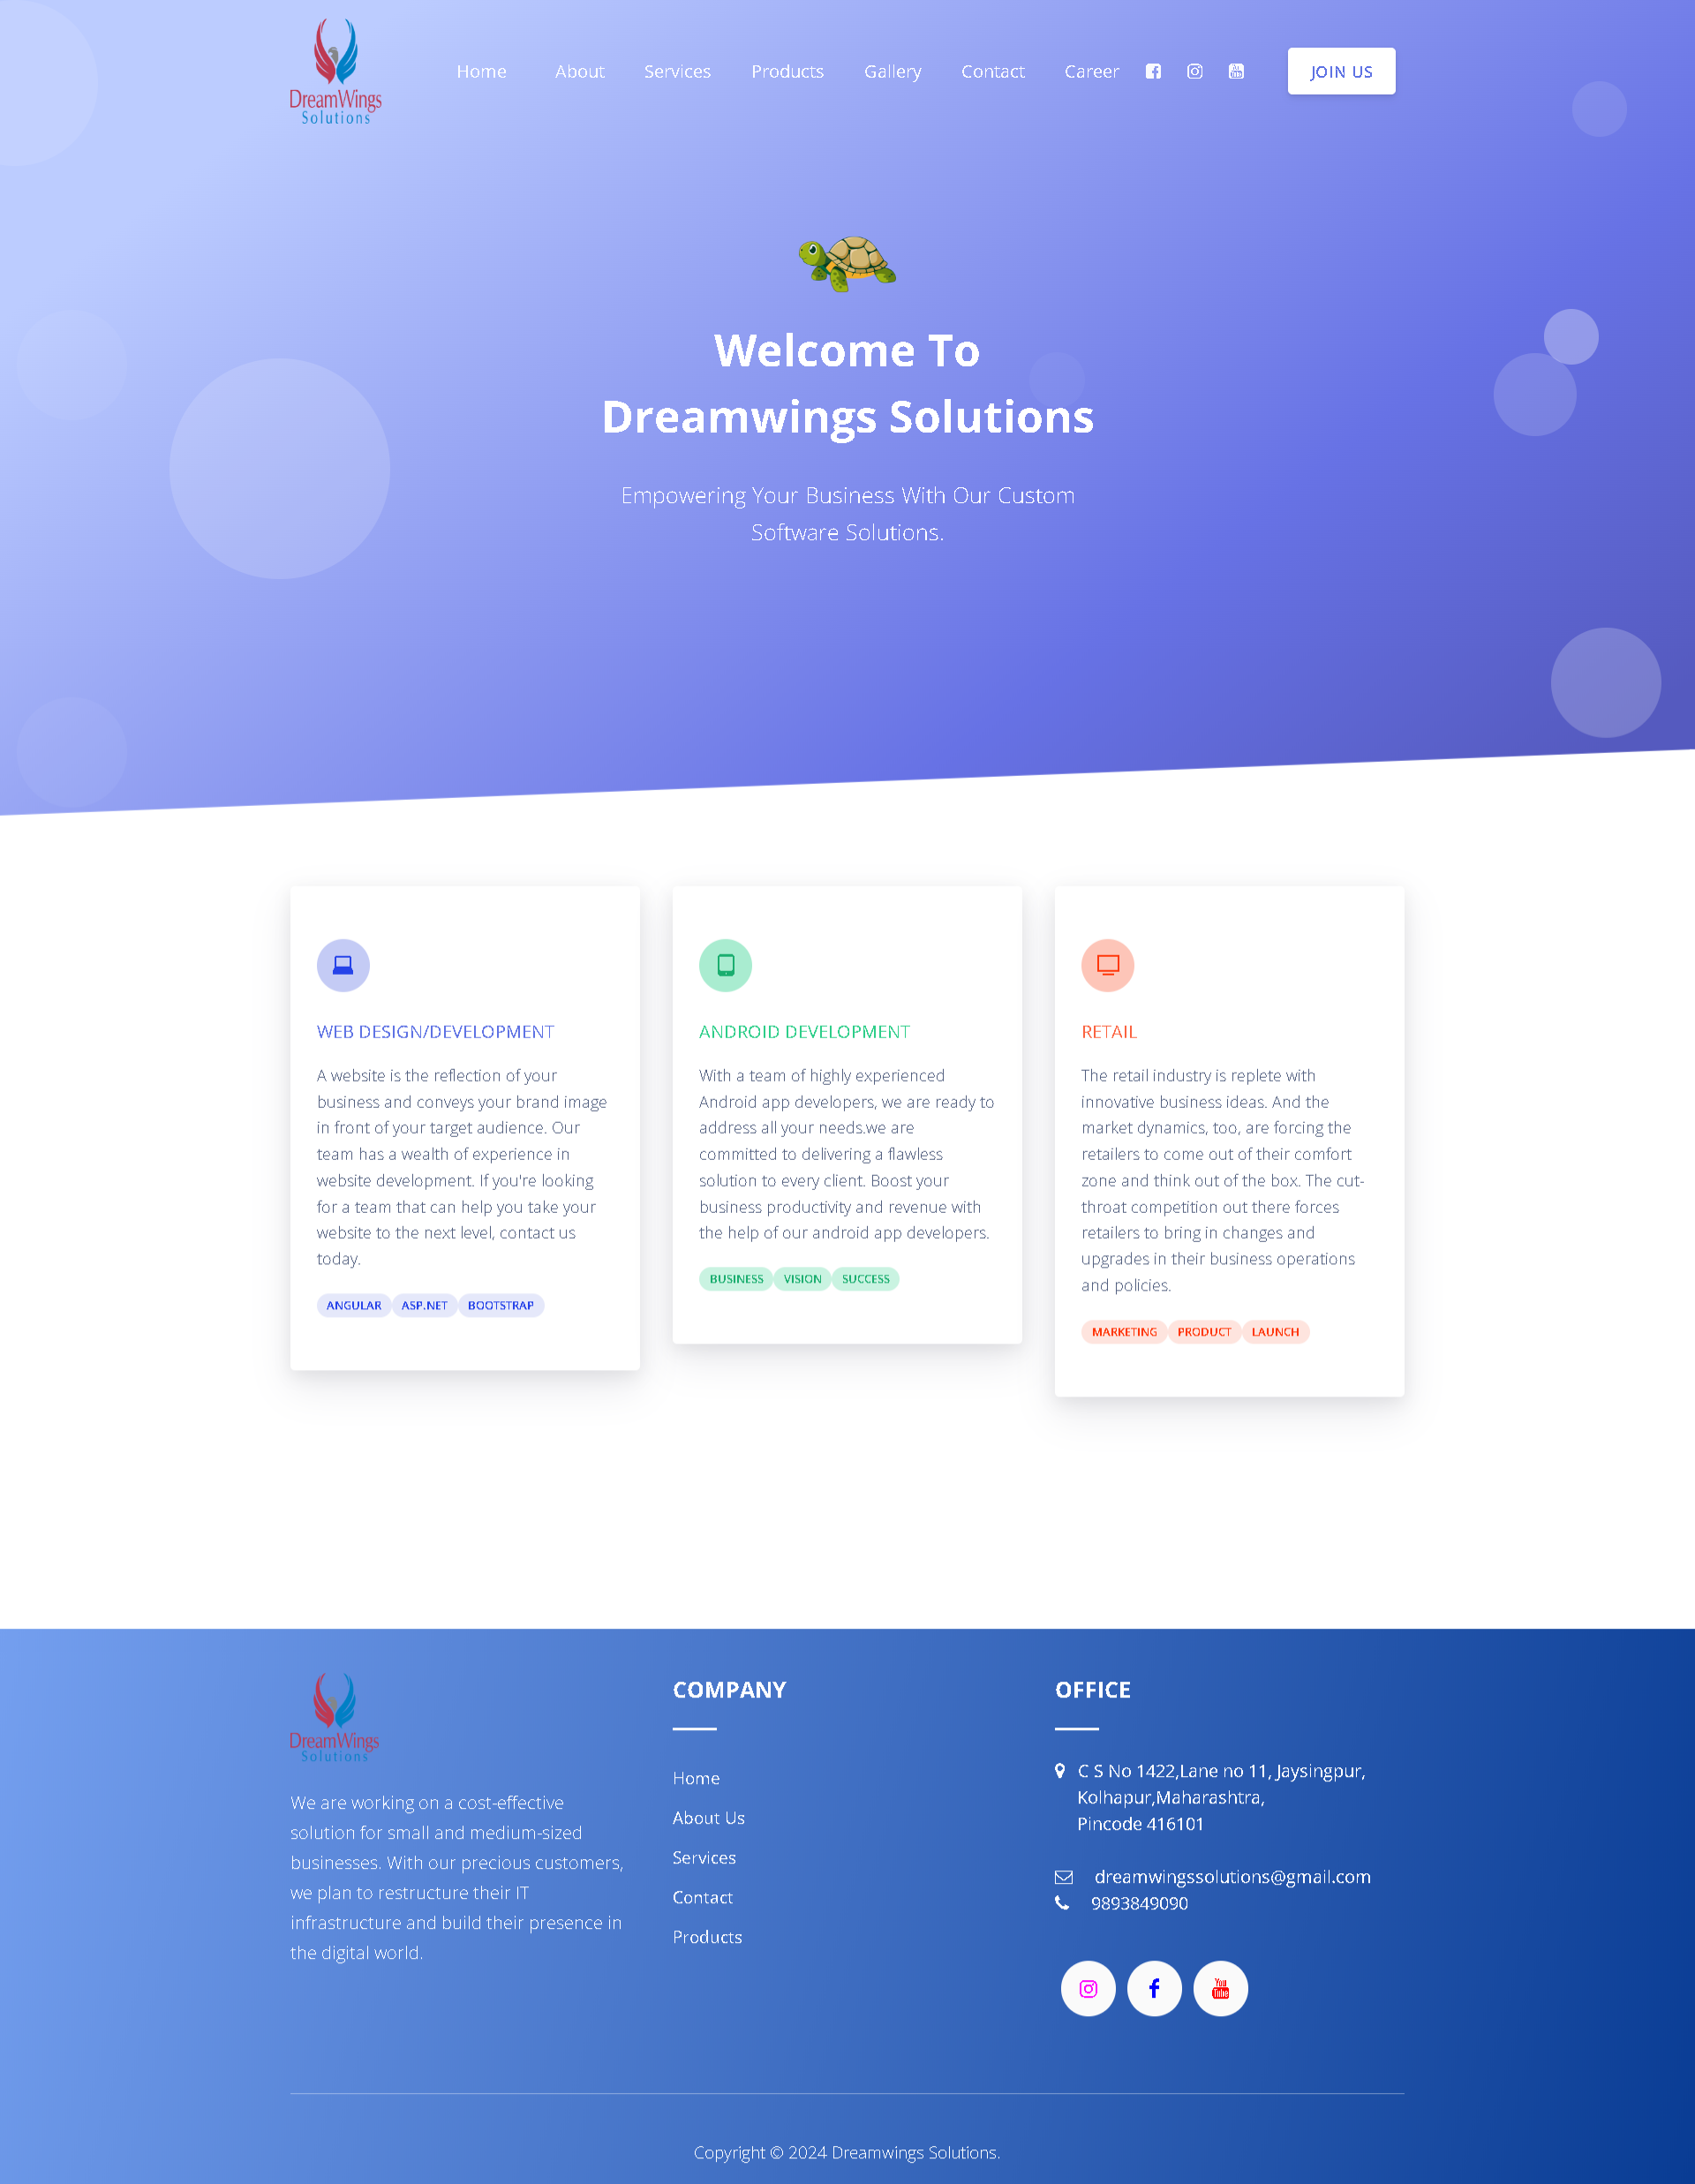 DreamWings
Solutions
Home About Services Products Gallery Contact Career JOIN US
Welcome To
Dreamwings Solutions
Empowering Your Business With Our Custom
Software Solutions.
WEB DESIGN/DEVELOPMENT
A website is the reflection of your
business and conveys your brand image
in front of your target audience. Our
team has a wealth of experience in
website development. If you're looking
for a team that can help you take your
website to the next level, contact us
today.
ANGULAR ASP.NET BOOTSTRAP
ANDROID DEVELOPMENT
With a team of highly experienced
Android app developers, we are ready to
address all your needs.we are
committed to delivering a flawless
solution to every client. Boost your
business productivity and revenue with
the help of our android app developers.
BUSINESS VISION SUCCESS
RETAIL
The retail industry is replete with
innovative business ideas. And the
market dynamics, too, are forcing the
retailers to come out of their comfort
zone and think out of the box. The cut-
throat competition out there forces
retailers to bring in changes and
upgrades in their business operations
and policies.
MARKETING PRODUCT LAUNCH
DreamWings
Solutions
We are working on a cost-effective
solution for small and medium-sized
businesses. With our precious customers,
we plan to restructure their IT
infrastructure and build their presence in
the digital world.
COMPANY
Home
About Us
Services
Contact
Products
OFFICE
C S No 1422,Lane no 11, Jaysingpur,
Kolhapur,Maharashtra,
Pincode 416101
dreamwingssolutions@gmail.com
9893849090
You
Tube
Copyright © 2024 Dreamwings Solutions.